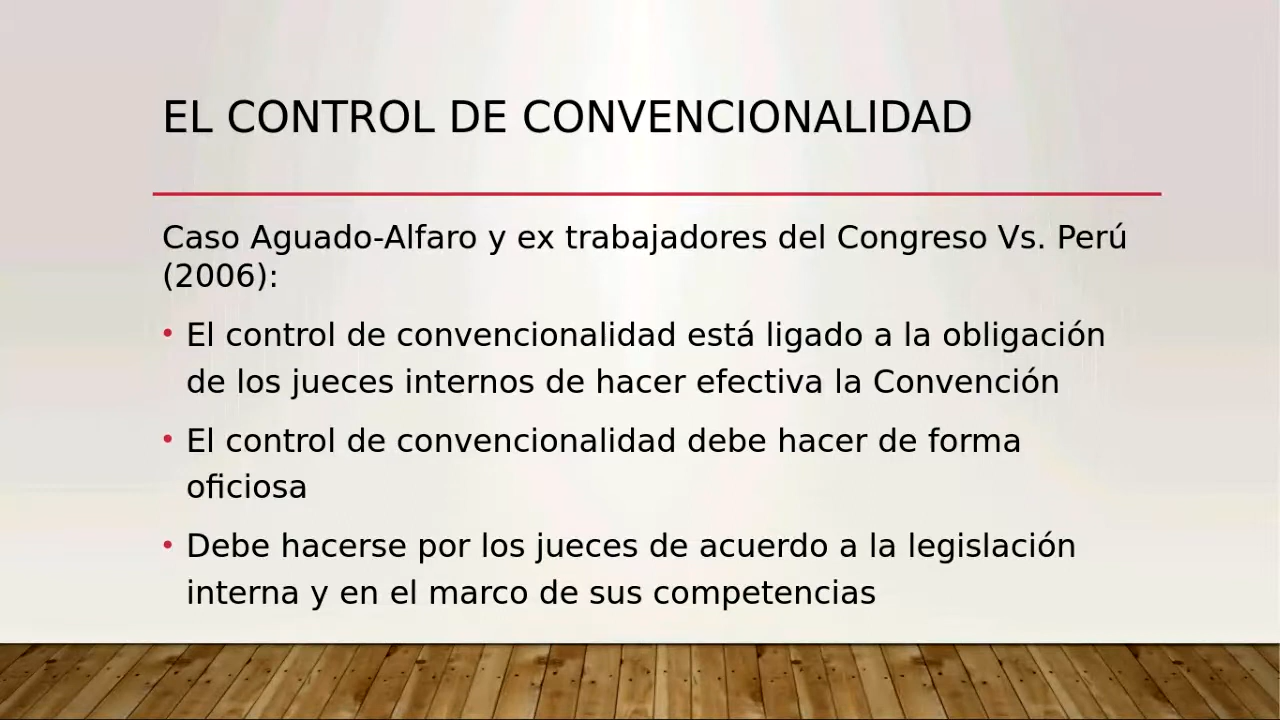 EL CONTROL DE CONVENCIONALIDAD
Caso Aguado-Alfaro y ex trabajadores del Congreso Vs. Perú
(2006):
• El control de convencionalidad está ligado a la obligación
de los jueces internos de hacer efectiva la Convención
• El control de convencionalidad debe hacer de forma
oficiosa
• Debe hacerse por los jueces de acuerdo a la legislación
interna y en el marco de sus competencias